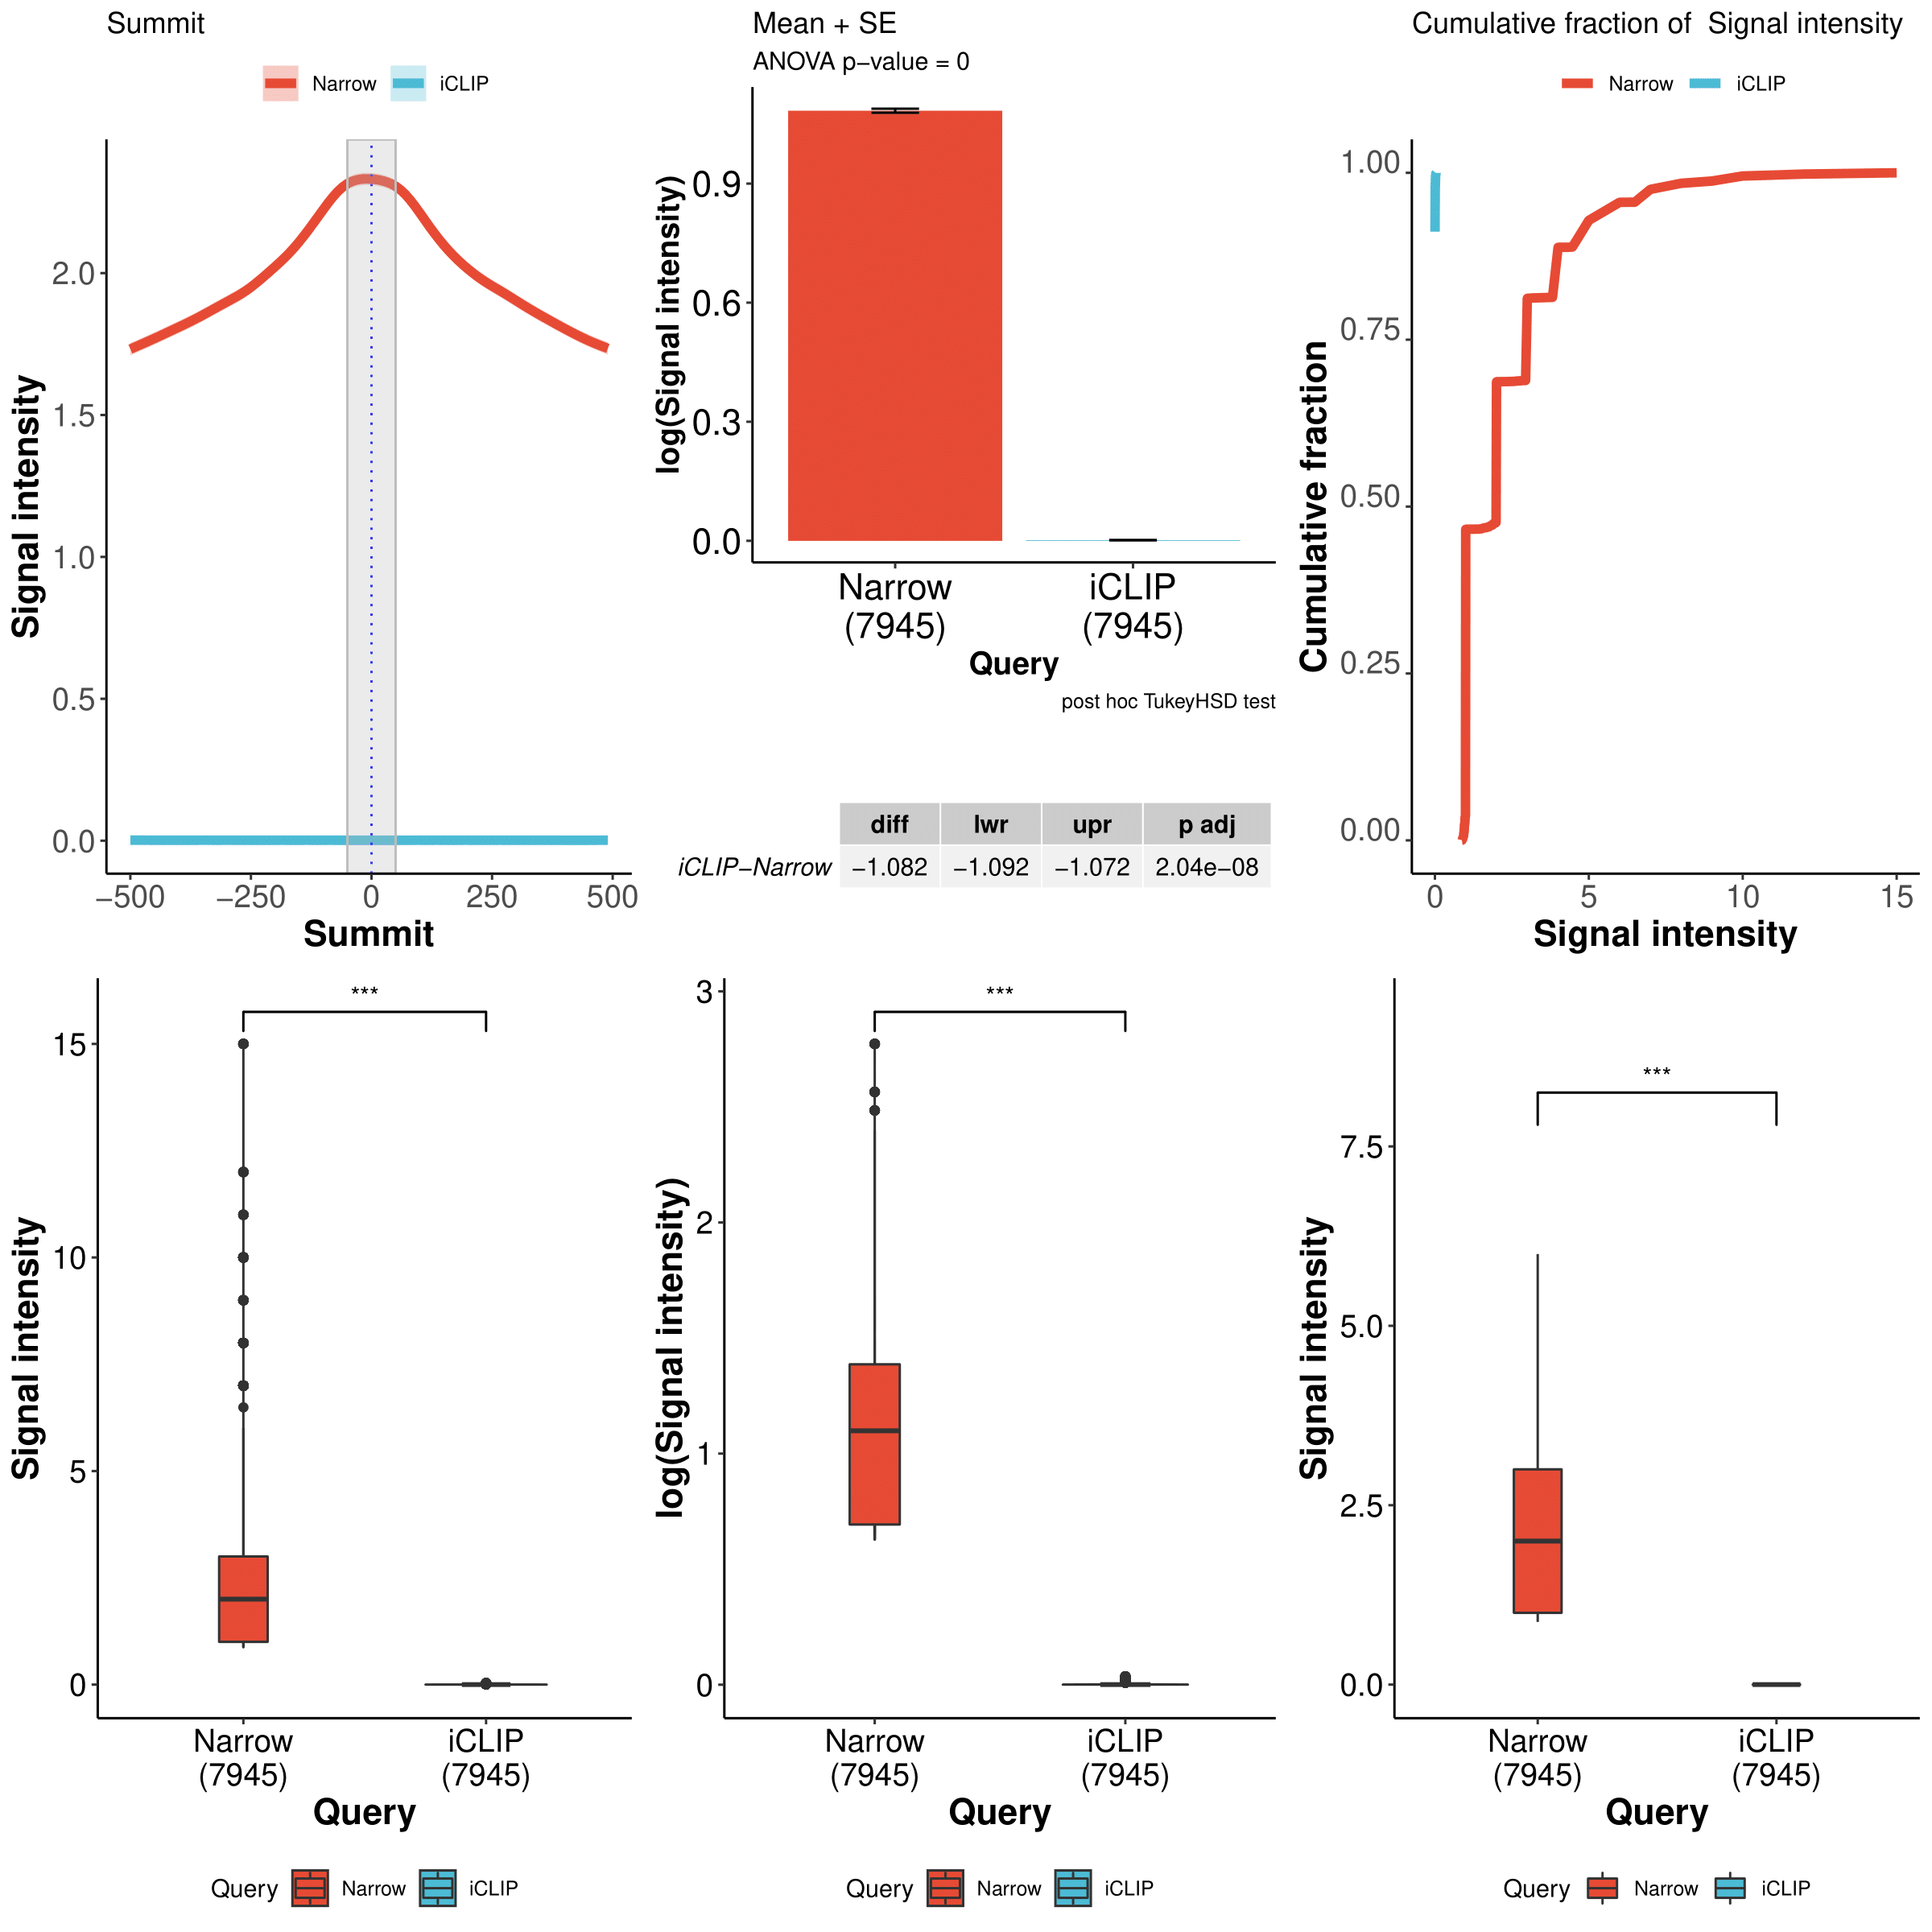 Summit
Narrow iCLIP
Signal intensity
2.0
1.5
1.0
0.5
0.0
−500 −250 0 250 500
Summit
Mean + SE
ANOVA p−value = 0
log(Signal intensity)
0.9
0.6
0.3
0.0
Narrow iCLIP
(7945) (7945)
Query
post hoc TukeyHSD test
diff lwr upr p adj
iCLIP−Narrow −1.082 −1.092 −1.072 2.04e−08
Cumulative fraction of  Signal intensity
Narrow iCLIP
Cumulative fraction
1.00
0.75
0.50
0.25
0.00
0 5 10 15
Signal intensity
***
Signal intensity
15
10
5
0
Narrow iCLIP
(7945) (7945)
Query
Query Narrow iCLIP
***
log(Signal intensity)
3
2
1
0
Narrow iCLIP
(7945) (7945)
Query
Query Narrow iCLIP
***
Signal intensity
7.5
5.0
2.5
0.0
Narrow iCLIP
(7945) (7945)
Query
Query Narrow iCLIP